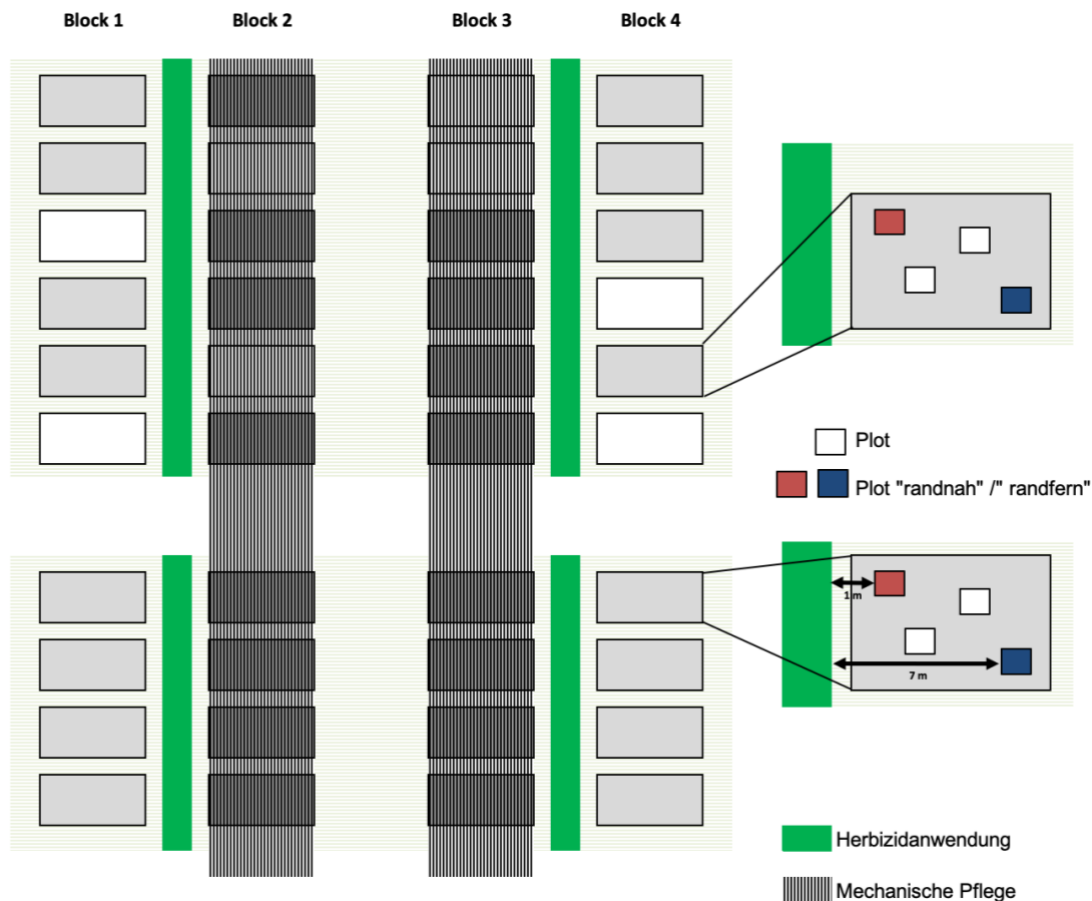 Block 1
Block 2
Block 3
Block 4
Plot
Plot "randnah" /" randfern"
1 m
7 m
Herbizidanwendung
Mechanische Pflege